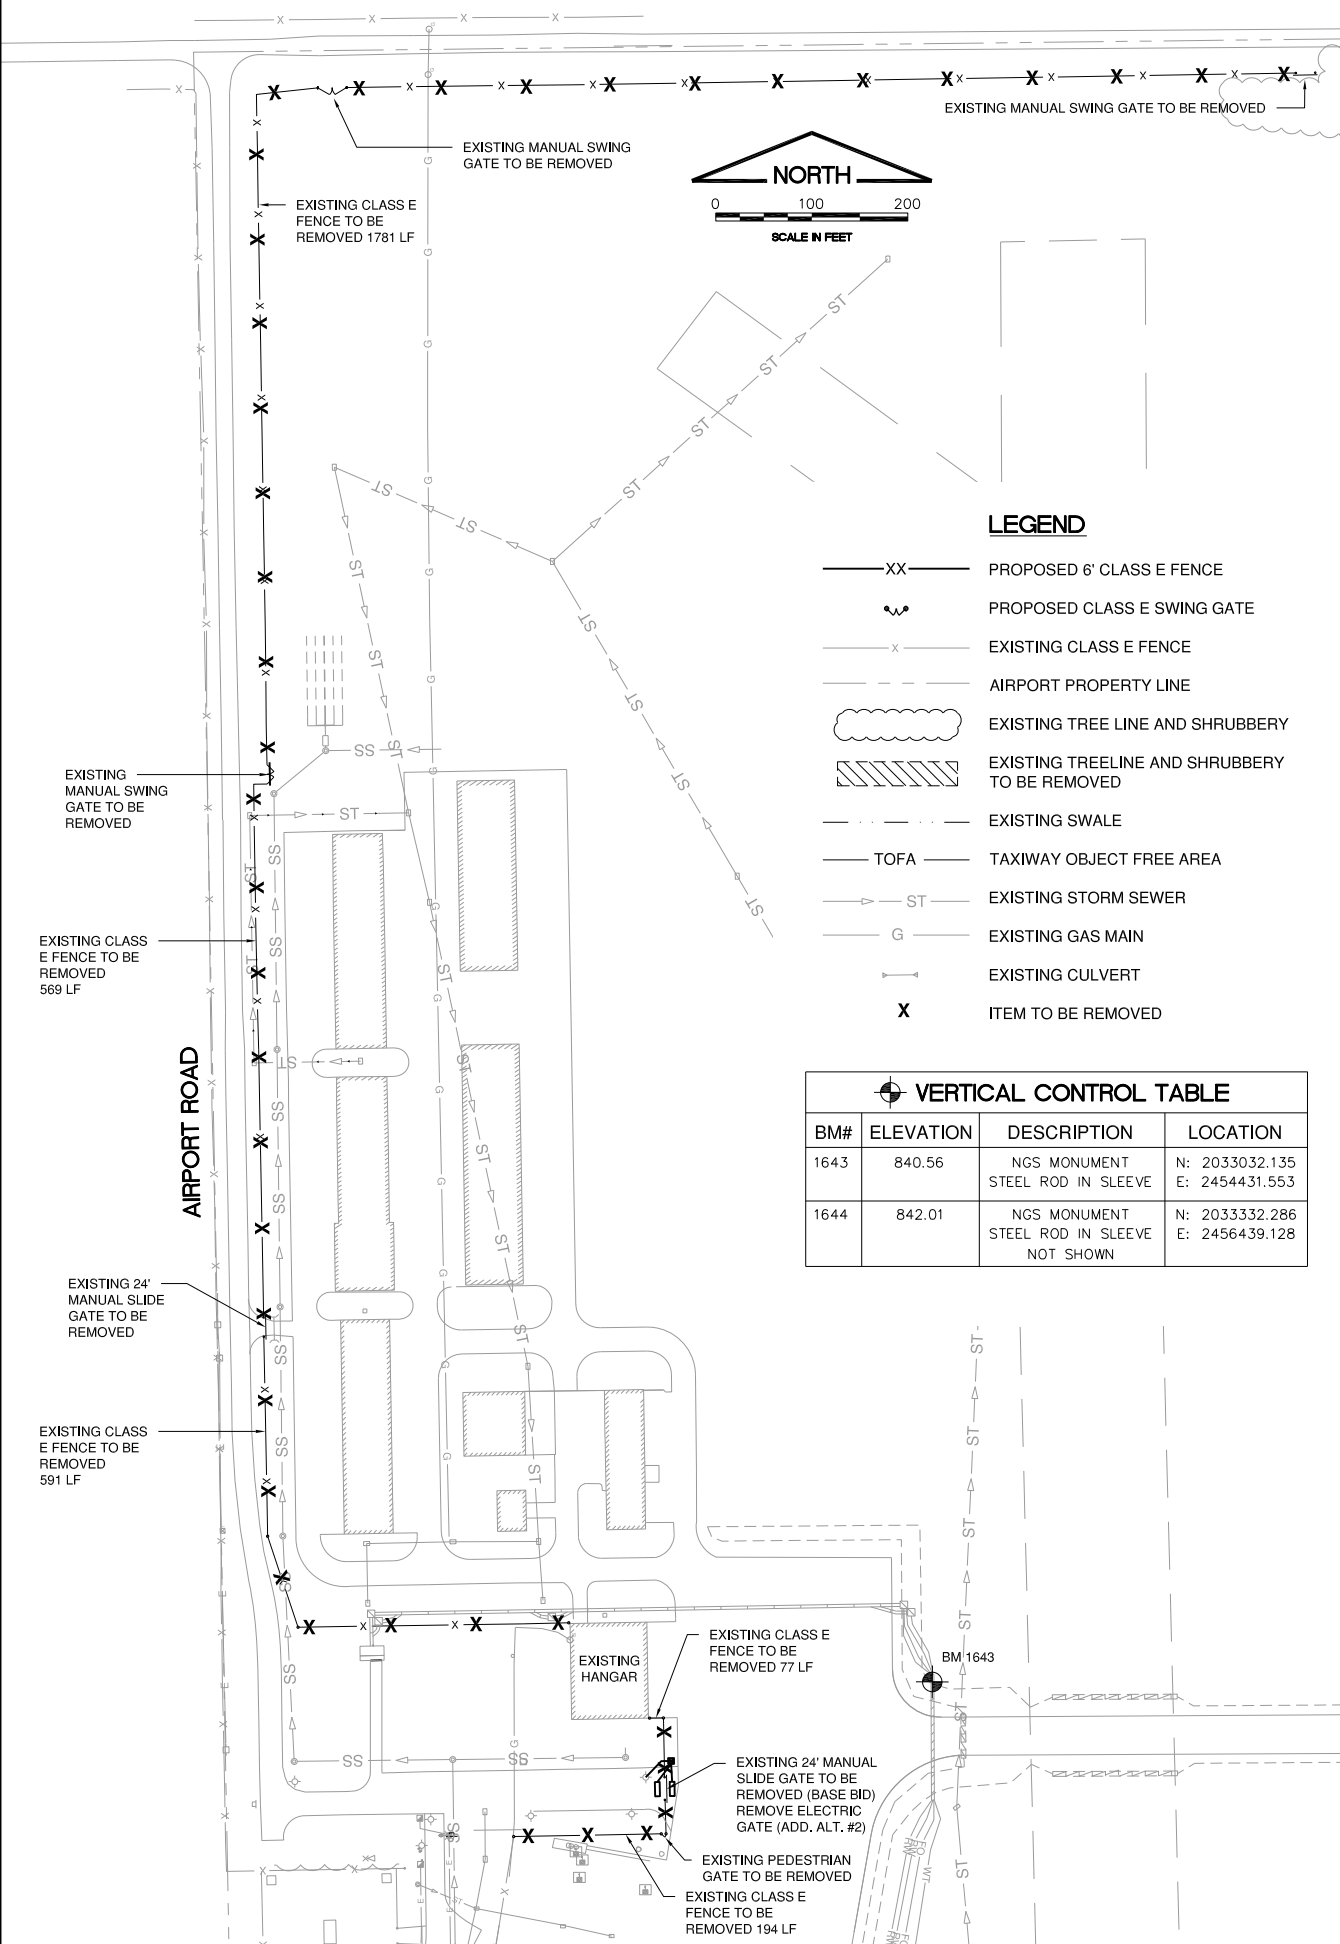 EXISTING MANUAL SWING GATE TO BE REMOVED
EXISTING MANUAL SWING
GATE TO BE REMOVED
EXISTING CLASS E
FENCE TO BE
REMOVED 1781 LF
NORTH
0 100 200
SCALE IN FEET
LEGEND
XX PROPOSED 6' CLASS E FENCE
PROPOSED CLASS E SWING GATE
X EXISTING CLASS E FENCE
AIRPORT PROPERTY LINE
EXISTING TREE LINE AND SHRUBBERY
EXISTING TREELINE AND SHRUBBERY
TO BE REMOVED
EXISTING SWALE
TOFA TAXIWAY OBJECT FREE AREA
ST EXISTING STORM SEWER
G EXISTING GAS MAIN
EXISTING CULVERT
X ITEM TO BE REMOVED
VERTICAL CONTROL TABLE
BM# ELEVATION DESCRIPTION LOCATION
1643 840.56 NGS MONUMENT N: 2033032.135
STEEL ROD IN SLEEVE E: 2454431.553
1644 842.01 NGS MONUMENT N: 2033332.286
STEEL ROD IN SLEEVE E: 2456439.128
NOT SHOWN
EXISTING
MANUAL SWING
GATE TO BE
REMOVED
EXISTING CLASS
E FENCE TO BE
REMOVED
569 LF
AIRPORT ROAD
EXISTING 24'
MANUAL SLIDE
GATE TO BE
REMOVED
EXISTING CLASS
E FENCE TO BE
REMOVED
591 LF
EXISTING
HANGAR
EXISTING CLASS E
FENCE TO BE
REMOVED 77 LF
BM 1643
EXISTING 24' MANUAL
SLIDE GATE TO BE
REMOVED (BASE BID)
REMOVE ELECTRIC
GATE (ADD. ALT. #2)
EXISTING PEDESTRIAN
GATE TO BE REMOVED
EXISTING CLASS E
FENCE TO BE
REMOVED 194 LF